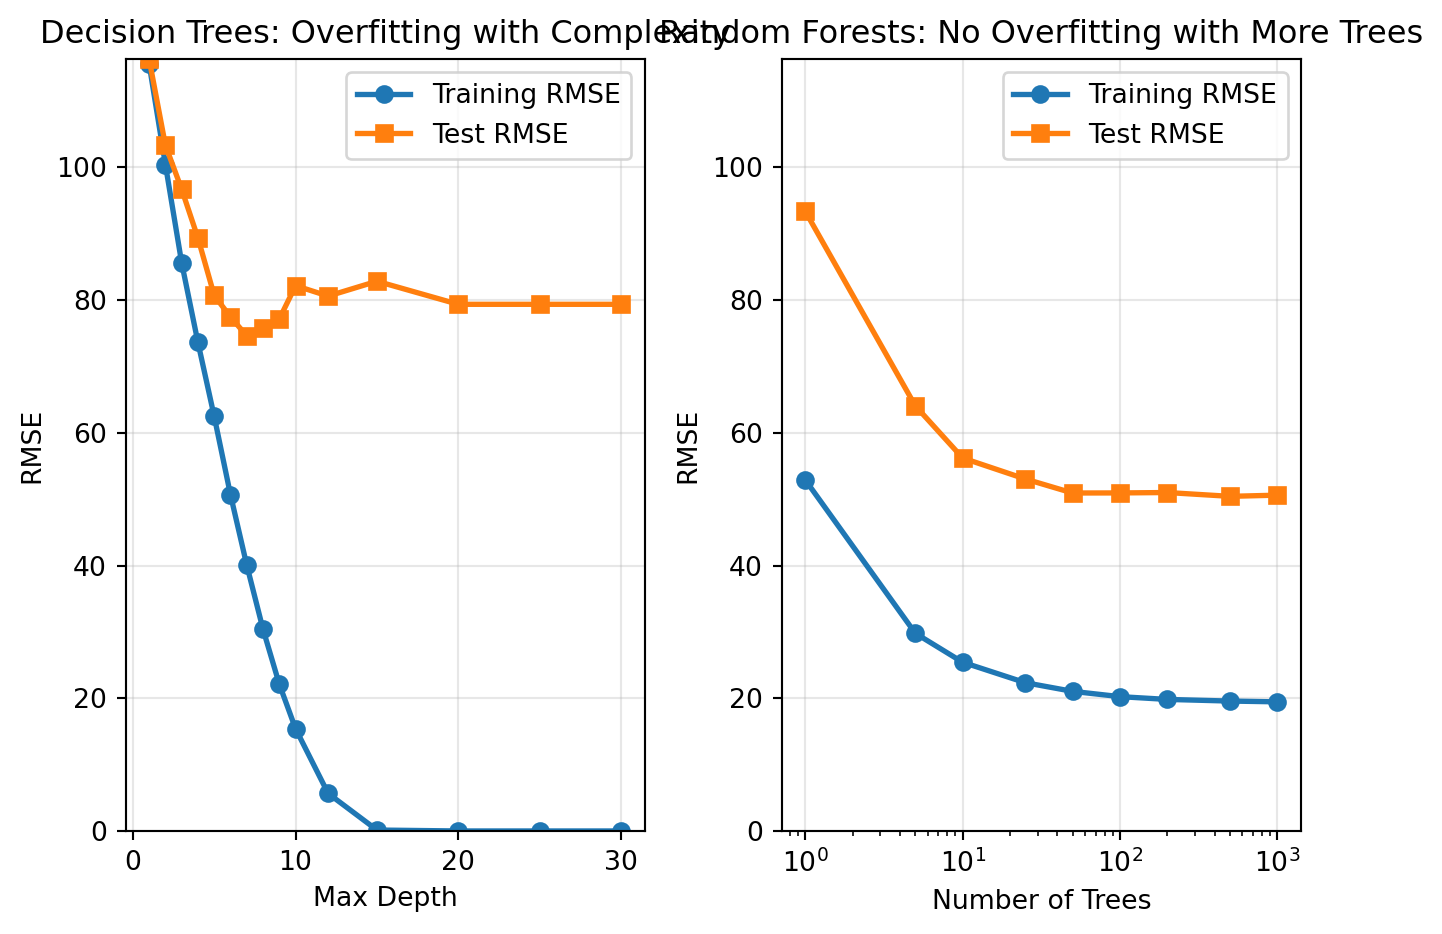 Decision Trees: Overfitting with Complexity
Random Forests: No Overfitting with More Trees
Training RMSE
Test RMSE
RMSE
100
80
60
40
20
0
0 10 20 30
Max Depth
Training RMSE
Test RMSE
RMSE
100
80
60
40
20
0
10⁰ 10¹ 10² 10³
Number of Trees